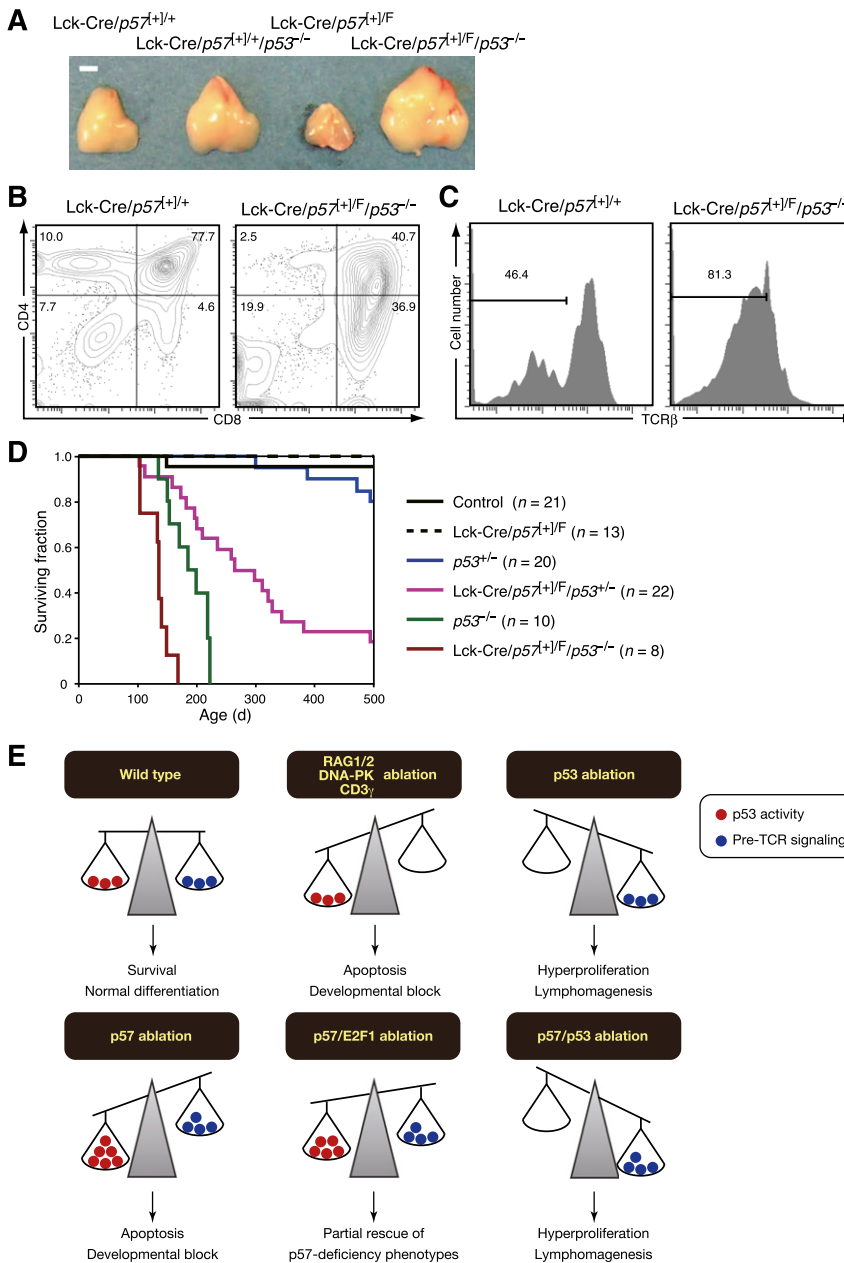 A
Lck-Cre/p57[+]/+
Lck-Cre/p57[+]/+/p53–/–
Lck-Cre/p57[+]/F
Lck-Cre/p57[+]/F/p53–/–
B
Lck-Cre/p57[+]/+
Lck-Cre/p57[+]/F/p53–/–
10.0
77.7
7.7
4.6
2.5
40.7
19.9
36.9
CD4
CD8
C
Lck-Cre/p57[+]/+
Lck-Cre/p57[+]/F/p53–/–
46.4
81.3
Cell number
TCRβ
D
1.0
0.8
0.6
0.4
0.2
0
Surviving fraction
0
100
200
300
400
500
Age (d)
Control (n = 21)
Lck-Cre/p57[+]/F (n = 13)
p53+/– (n = 20)
Lck-Cre/p57[+]/F/p53+/– (n = 22)
p53–/– (n = 10)
Lck-Cre/p57[+]/F/p53–/– (n = 8)
E
Wild type
Survival
Normal differentiation
RAG1/2
DNA-PK ablation
CD3γ
Apoptosis
Developmental block
p53 ablation
Hyperproliferation
Lymphomagenesis
p53 activity
Pre-TCR signaling
p57 ablation
Apoptosis
Developmental block
p57/E2F1 ablation
Partial rescue of
p57-deficiency phenotypes
p57/p53 ablation
Hyperproliferation
Lymphomagenesis